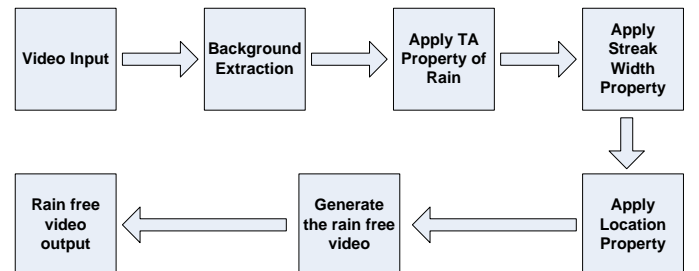 Video Input
Background
Extraction
Apply TA
Property of
Rain
Apply
Streak
Width
Property
Apply
Location
Property
Generate
the rain free
video
Rain free
video
output